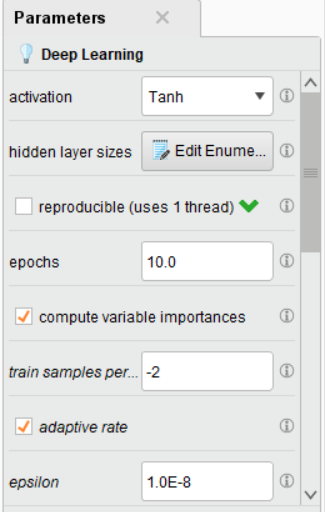 Parameters
Deep Learning
activation Tanh
hidden layer sizes Edit Enume...
reproducible (uses 1 thread)
epochs 10.0
compute variable importances
train samples per... -2
adaptive rate
epsilon 1.0E-8